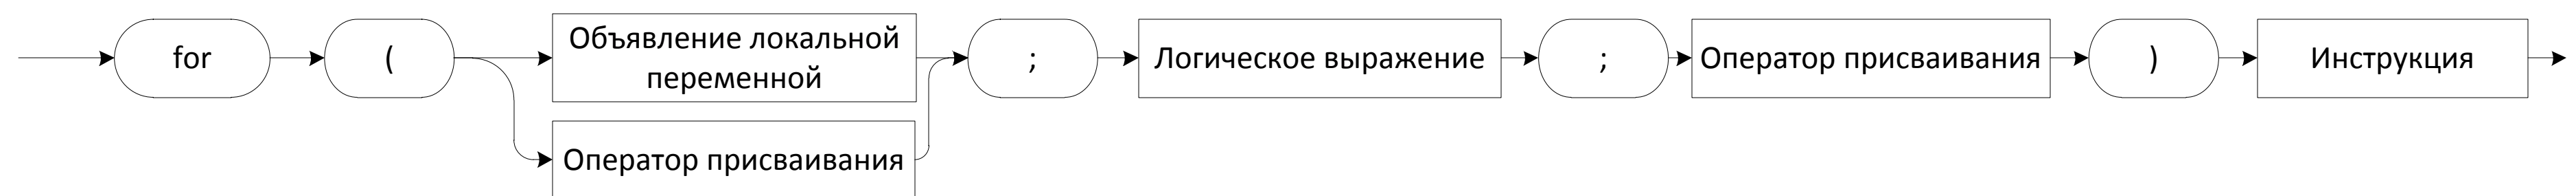 for
(
Объявление локальной
переменной
;
Логическое выражение
;
Оператор присваивания
)
Инструкция
Оператор присваивания